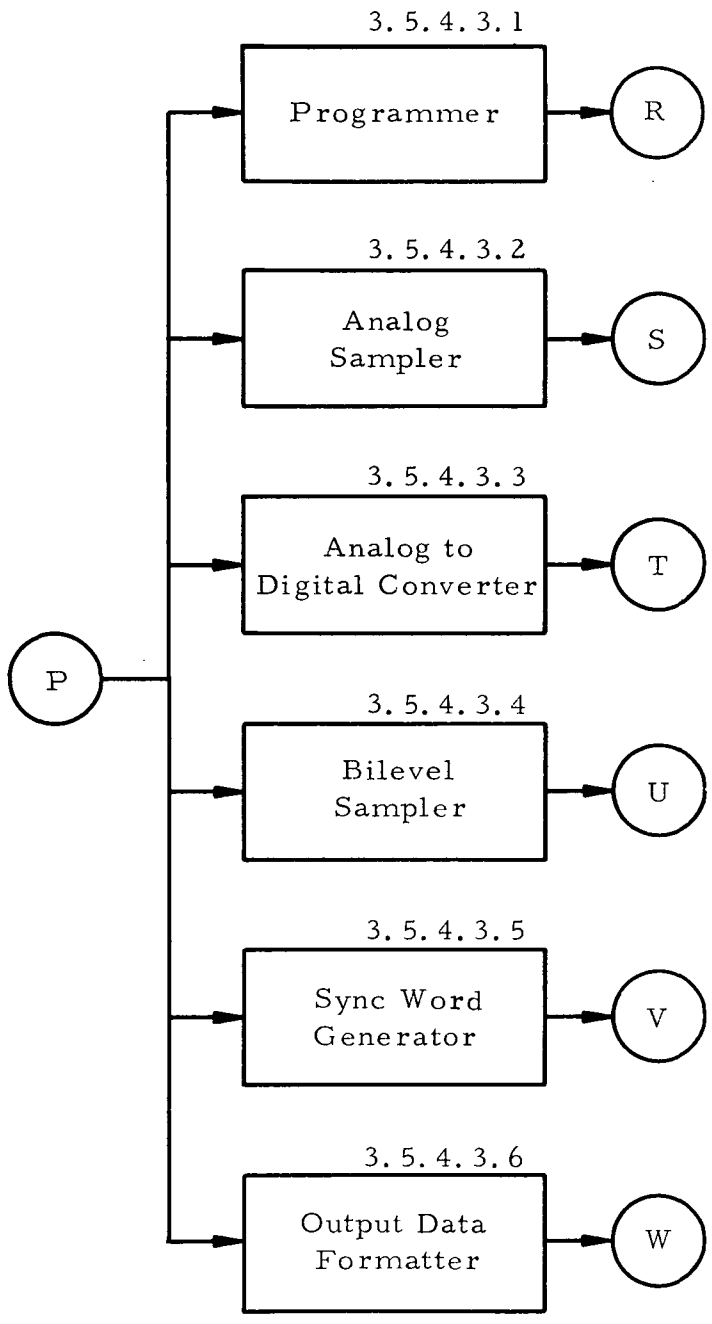 3.5.4.3.1
Programmer
R
3.5.4.3.2
Analog
Sampler
S
3.5.4.3.3
Analog to
Digital Converter
T
P
3.5.4.3.4
Bilevel
Sampler
U
3.5.4.3.5
Sync Word
Generator
V
3.5.4.3.6
Output Data
Formatter
W